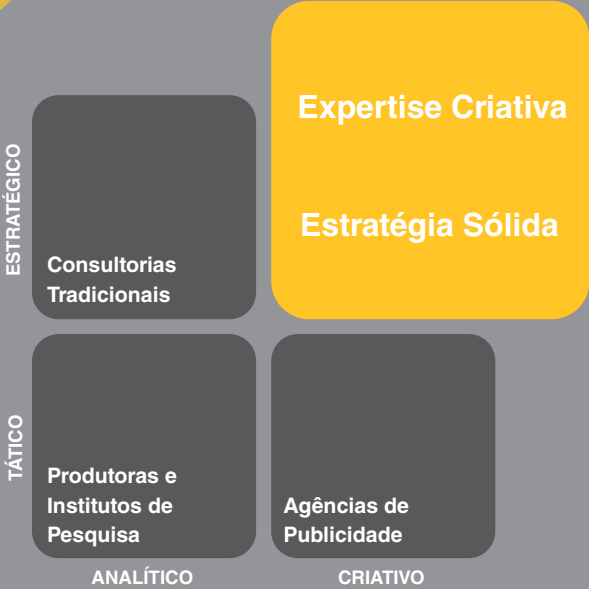 Expertise Criativa
Estratégia Sólida
ESTRATÉGICO
Consultorias
Tradicionais
TÁTICO
Produtoras e
Institutos de
Pesquisa
Agências de
Publicidade
ANALÍTICO
CRIATIVO